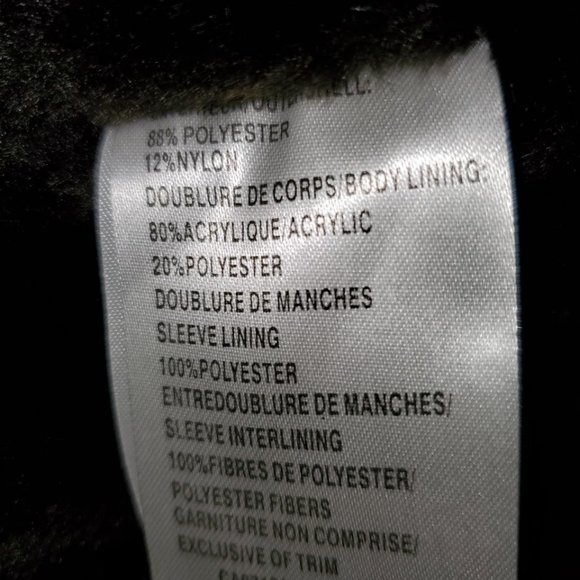 88% POLYESTER
12%NYLON
DOUBLURE DE CORPS/BODY LINING:
80%ACRYLIQUE/ACRYLIC
20%POLYESTER
DOUBLURE DE MANCHES
SLEEVE LINING
100%POLYESTER
ENTREDOUBLURE DE MANCHES/
SLEEVE INTERLINING
100%FIBRES DE POLYESTER/
POLYESTER FIBERS
GARNITURE NON COMPRISE/
EXCLUSIVE OF TRIM